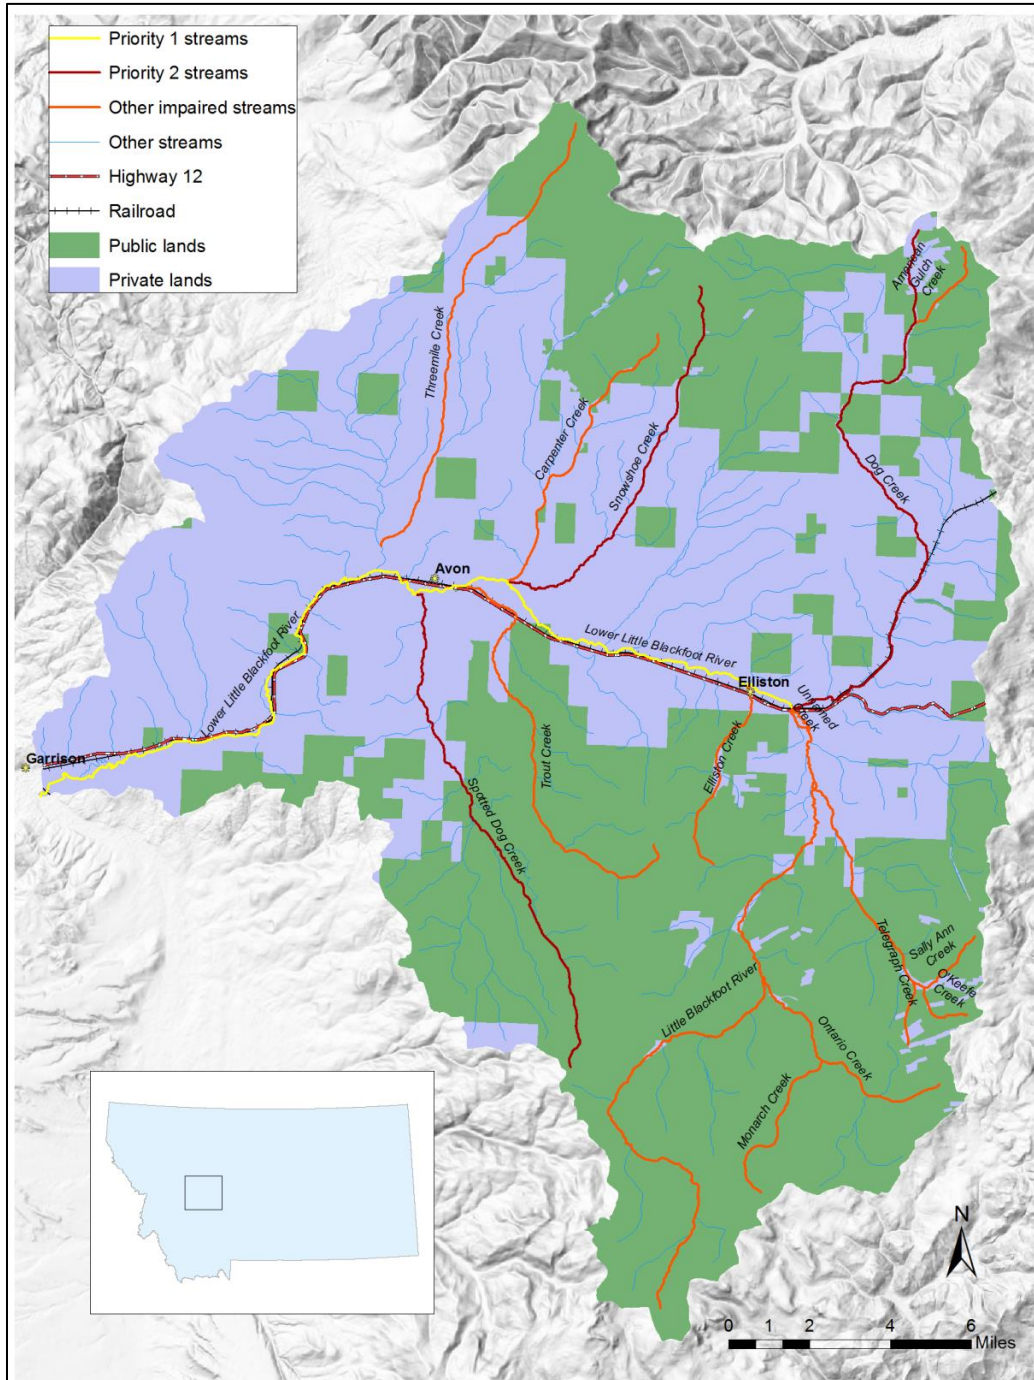 Priority 1 streams
Priority 2 streams
Other impaired streams
Other streams
Highway 12
Railroad
Public lands
Private lands
American
Gulch
Creek
Threemile Creek
Carpenter Creek
Snowshoe Creek
Dog Creek
Avon
Lower Little Blackfoot River
Lower Little Blackfoot River
Elliston
Unnamed
Creek
Garrison
Trout Creek
Elliston Creek
Spotted Dog Creek
Telegraph Creek
Sally Ann
Creek
O'Keefe
Creek
Little Blackfoot River
Ontario Creek
Monarch Creek
N
0 1 2 4 6
Miles